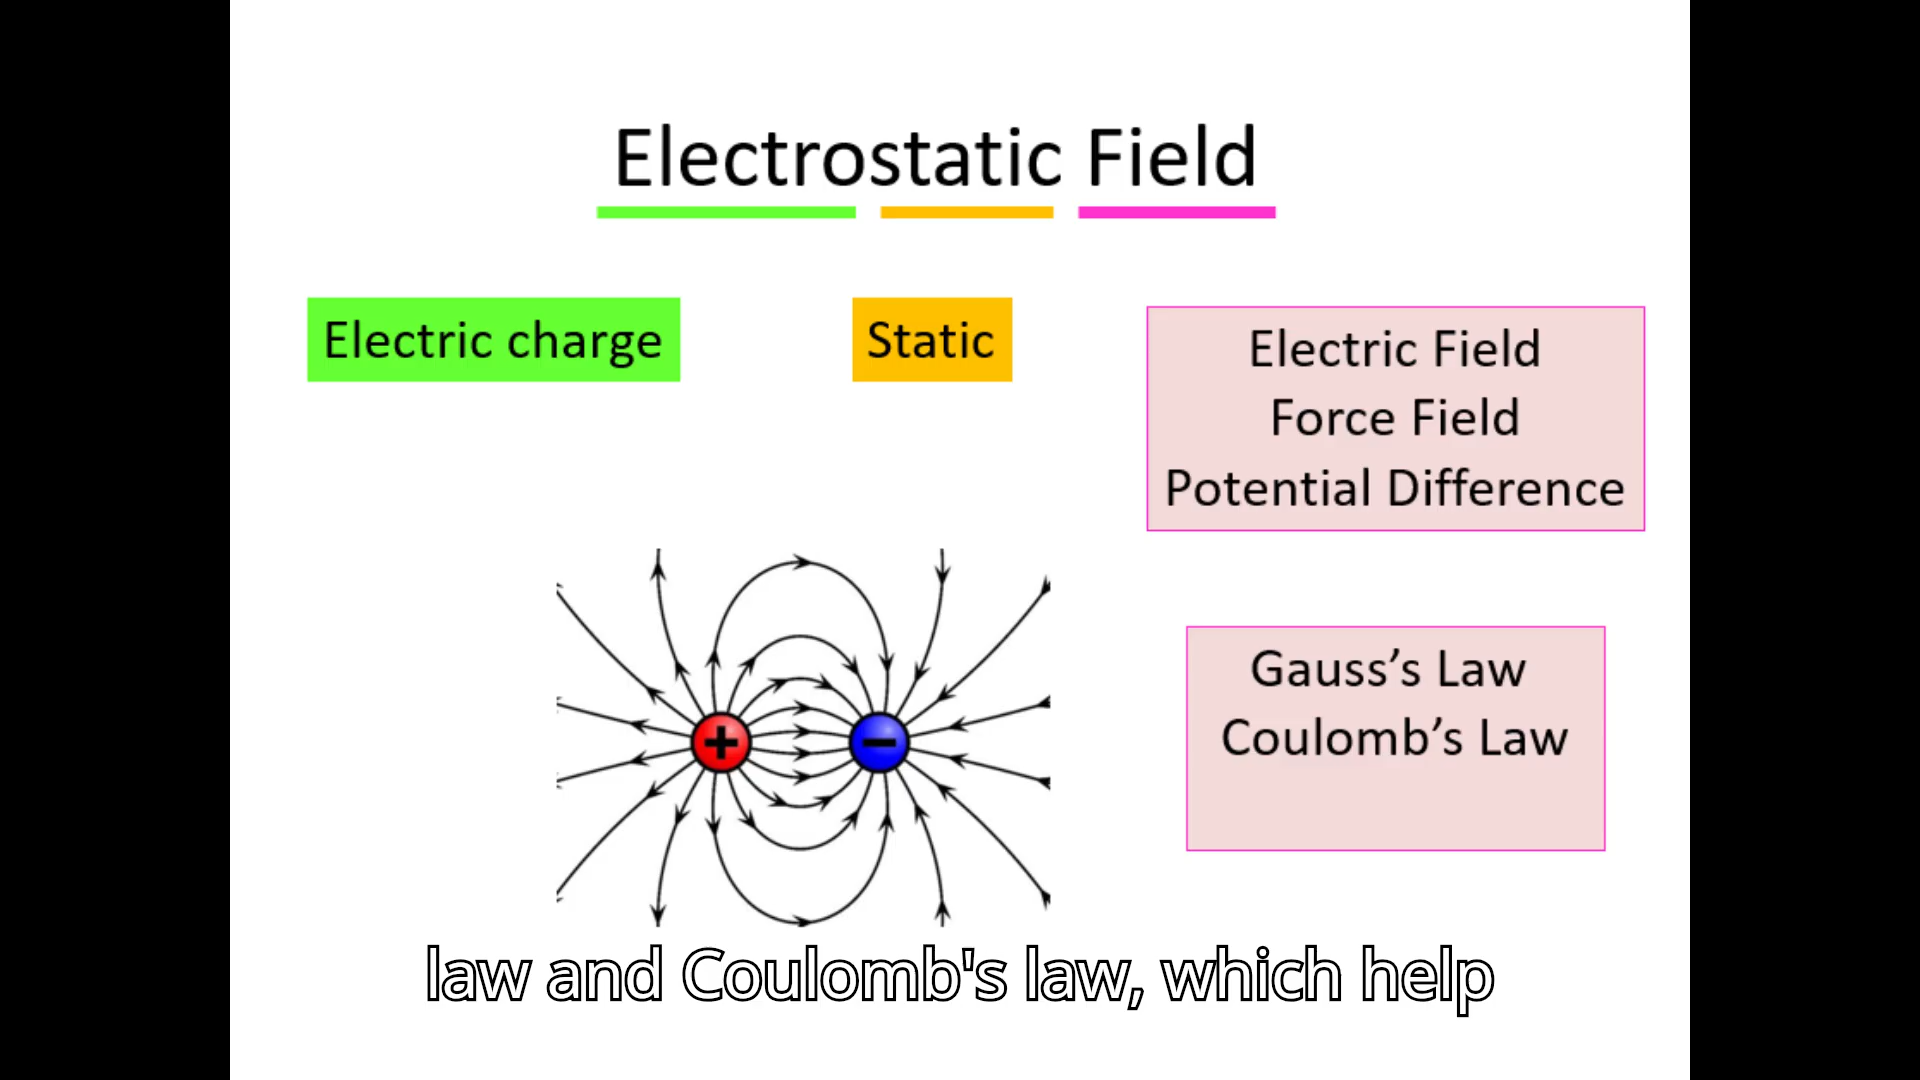 Electrostatic Field
Electric charge
Static
Electric Field
Force Field
Potential Difference
+
−
Gauss’s Law
Coulomb’s Law
law and Coulomb's law, which help